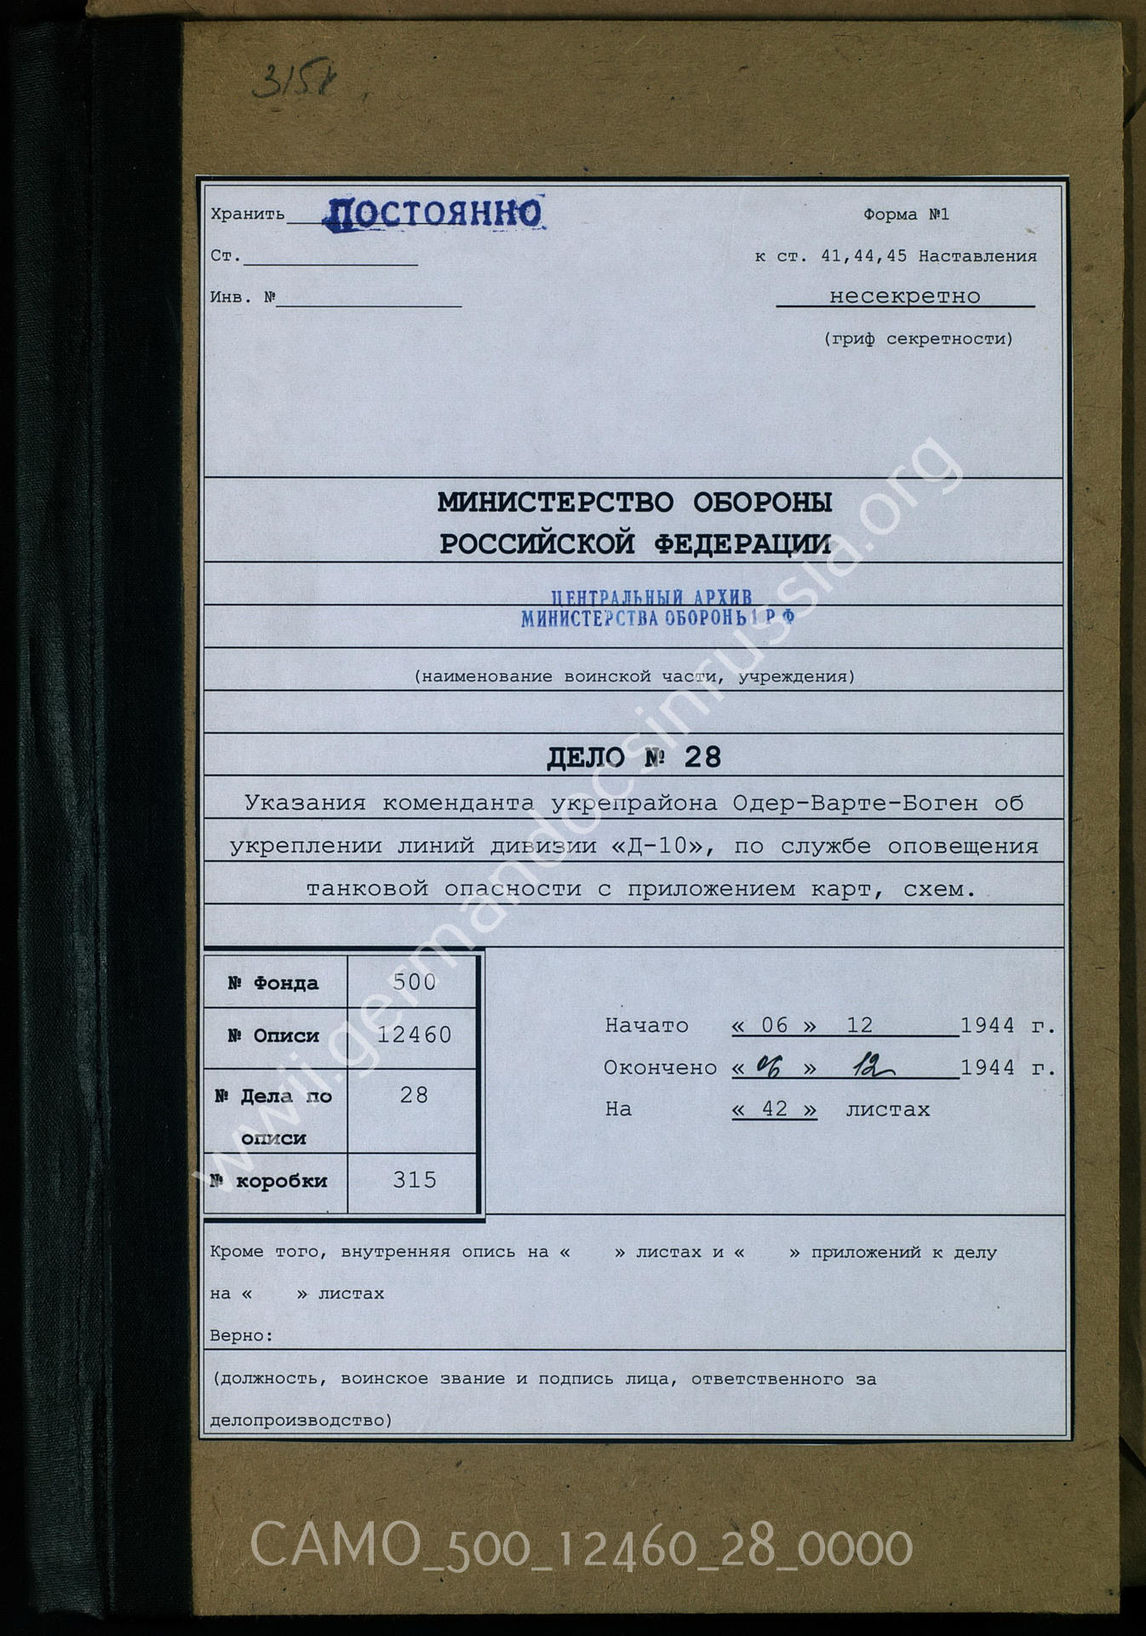 Хранить ПОСТОЯННО
Форма №1
Ст.
к ст. 41,44,45 Наставления
Инв. №
несекретно
(гриф секретности)
МИНИСТЕРСТВО ОБОРОНЫ
РОССИЙСКОЙ ФЕДЕРАЦИИ
ЦЕНТРАЛЬНЫЙ АРХИВ
МИНИСТЕРСТВА ОБОРОНЫ РФ
(наименование воинской части, учреждения)
ДЕЛО № 28
Указания коменданта укрепрайона Одер-Варте-Боген об
укреплении линий дивизии «Д-10», по службе оповещения
танковой опасности с приложением карт, схем.
№ Фонда 500
№ Описи 12460
№ Дела по описи 28
№ коробки 315
Начато « 06 » 12 1944 г.
Окончено « 06 » 12 1944 г.
На « 42 » листах
Кроме того, внутренняя опись на « » листах и « » приложений к делу
на « » листах
Верно:
(должность, воинское звание и подпись лица, ответственного за
делопроизводство)
www.germandocsinrussia.org
CAMO_500_12460_28_0000